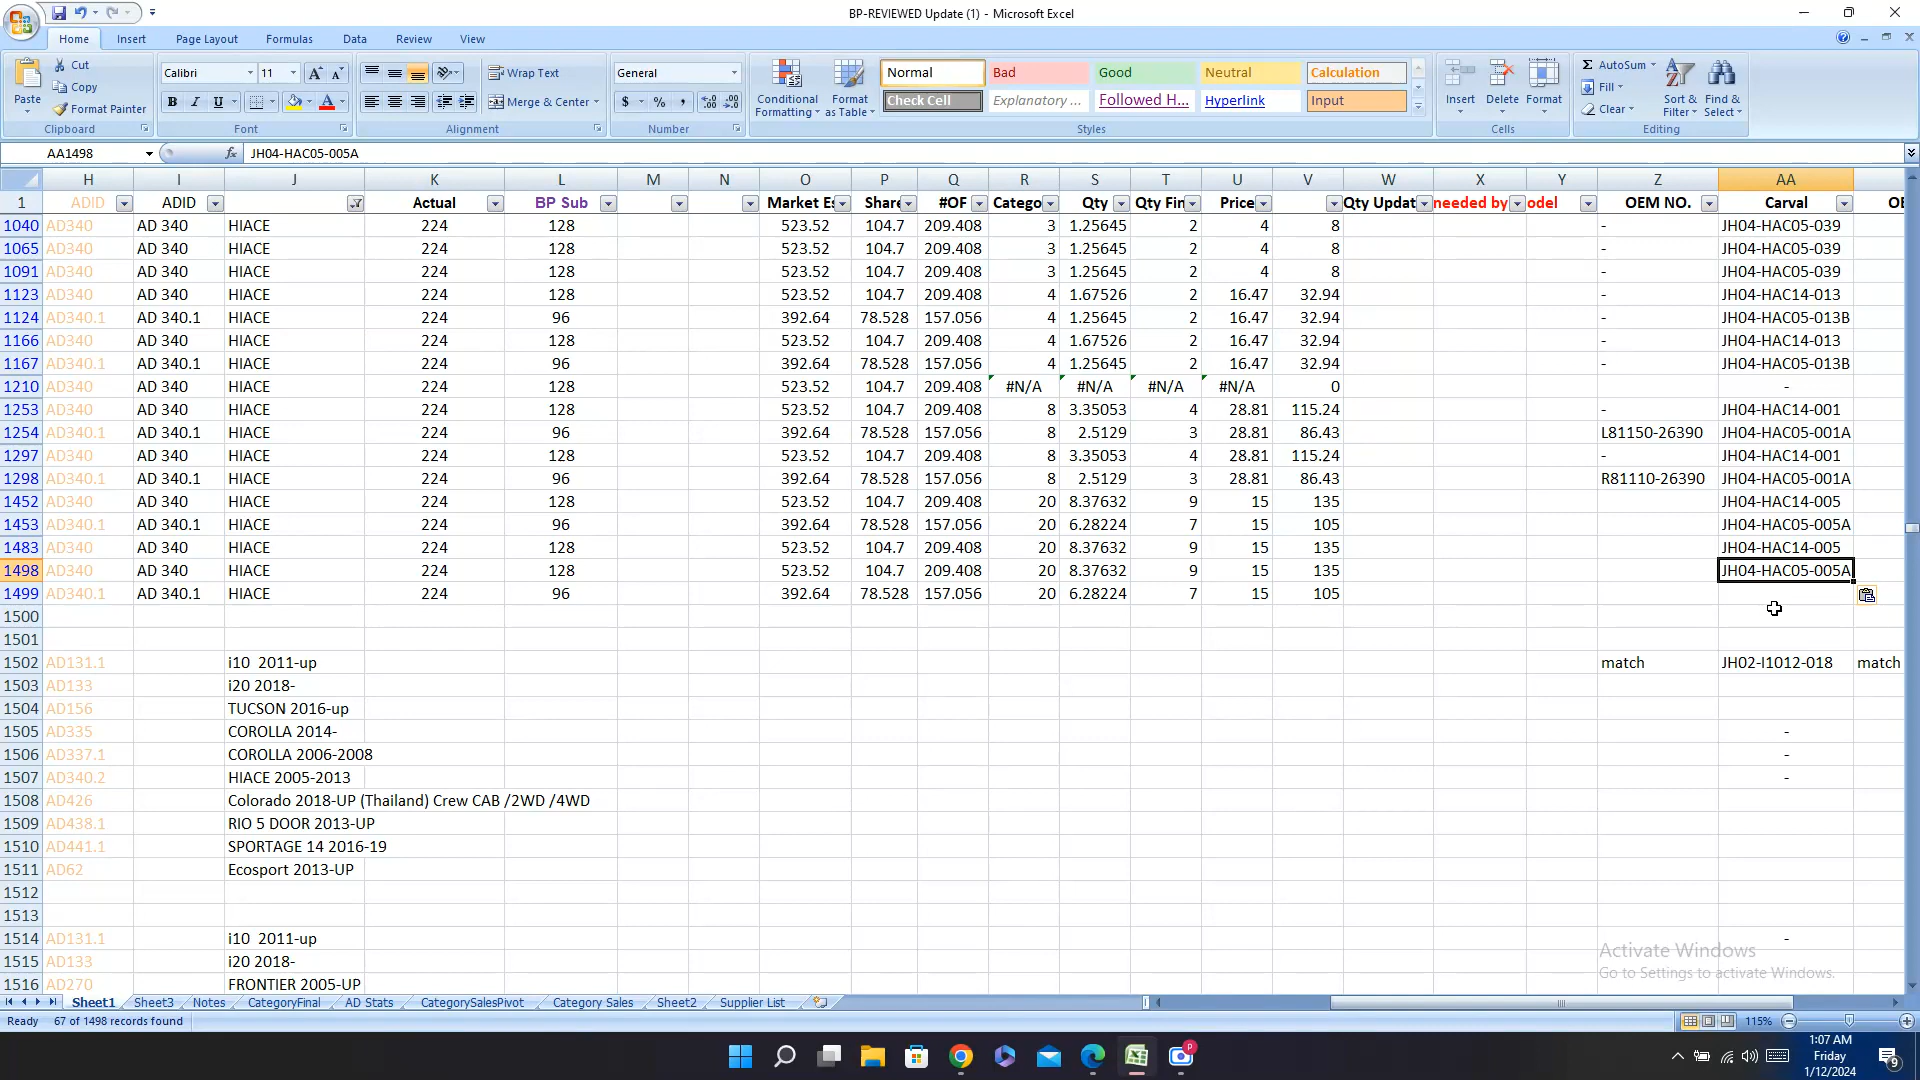 BP-REVIEWED Update (1) - Microsoft Excel
Home Insert Page Layout Formulas Data Review View
Paste Cut Copy Format Painter Clipboard
Calibri 11 B I U Font
Wrap Text Merge & Center Alignment
General $ % , Number
Conditional Formatting Format as Table
Normal Bad Good Neutral Calculation
Check Cell Explanatory ... Followed H... Hyperlink Input
Styles
Insert Delete Format Cells
AutoSum Fill Clear Sort & Filter Find & Select Editing
AA1498 fx JH04-HAC05-005A
H I J K L M N O P Q R S T U V W X Y Z AA
1 ADID ADID Actual BP Sub Market Es Share #OF Catego Qty Qty Fin Price Qty Updat needed by odel OEM NO. Carval OE
1040 AD340 AD 340 HIACE 224 128 523.52 104.7 209.408 3 1.25645 2 4 8 - JH04-HAC05-039
1065 AD340 AD 340 HIACE 224 128 523.52 104.7 209.408 3 1.25645 2 4 8 - JH04-HAC05-039
1091 AD340 AD 340 HIACE 224 128 523.52 104.7 209.408 3 1.25645 2 4 8 - JH04-HAC05-039
1123 AD340 AD 340 HIACE 224 128 523.52 104.7 209.408 4 1.67526 2 16.47 32.94 - JH04-HAC14-013
1124 AD340.1 AD 340.1 HIACE 224 96 392.64 78.528 157.056 4 1.25645 2 16.47 32.94 - JH04-HAC05-013B
1166 AD340 AD 340 HIACE 224 128 523.52 104.7 209.408 4 1.67526 2 16.47 32.94 - JH04-HAC14-013
1167 AD340.1 AD 340.1 HIACE 224 96 392.64 78.528 157.056 4 1.25645 2 16.47 32.94 - JH04-HAC05-013B
1210 AD340 AD 340 HIACE 224 128 523.52 104.7 209.408 #N/A #N/A #N/A #N/A 0 -
1253 AD340 AD 340 HIACE 224 128 523.52 104.7 209.408 8 3.35053 4 28.81 115.24 - JH04-HAC14-001
1254 AD340.1 AD 340.1 HIACE 224 96 392.64 78.528 157.056 8 2.5129 3 28.81 86.43 L81150-26390 JH04-HAC05-001A
1297 AD340 AD 340 HIACE 224 128 523.52 104.7 209.408 8 3.35053 4 28.81 115.24 - JH04-HAC14-001
1298 AD340.1 AD 340.1 HIACE 224 96 392.64 78.528 157.056 8 2.5129 3 28.81 86.43 R81110-26390 JH04-HAC05-001A
1452 AD340 AD 340 HIACE 224 128 523.52 104.7 209.408 20 8.37632 9 15 135 JH04-HAC14-005
1453 AD340.1 AD 340.1 HIACE 224 96 392.64 78.528 157.056 20 6.28224 7 15 105 JH04-HAC05-005A
1483 AD340 AD 340 HIACE 224 128 523.52 104.7 209.408 20 8.37632 9 15 135 JH04-HAC14-005
1498 AD340 AD 340 HIACE 224 128 523.52 104.7 209.408 20 8.37632 9 15 135 JH04-HAC05-005A
1499 AD340.1 AD 340.1 HIACE 224 96 392.64 78.528 157.056 20 6.28224 7 15 105
1500
1501
1502 AD131.1 i10 2011-up match JH02-I1012-018 match
1503 AD133 i20 2018-
1504 AD156 TUCSON 2016-up
1505 AD335 COROLLA 2014- -
1506 AD337.1 COROLLA 2006-2008 -
1507 AD340.2 HIACE 2005-2013 -
1508 AD426 Colorado 2018-UP (Thailand) Crew CAB /2WD /4WD
1509 AD438.1 RIO 5 DOOR 2013-UP
1510 AD441.1 SPORTAGE 14 2016-19
1511 AD62 Ecosport 2013-UP
1512
1513
1514 AD131.1 i10 2011-up -
1515 AD133 i20 2018-
1516 AD270 FRONTIER 2005-UP
Activate Windows
Go to Settings to activate Windows.
Sheet1 Sheet3 Notes CategoryFinal AD Stats CategorySalesPivot Category Sales Sheet2 Supplier List
Ready 67 of 1498 records found 115%
1:07 AM
Friday
1/12/2024
9